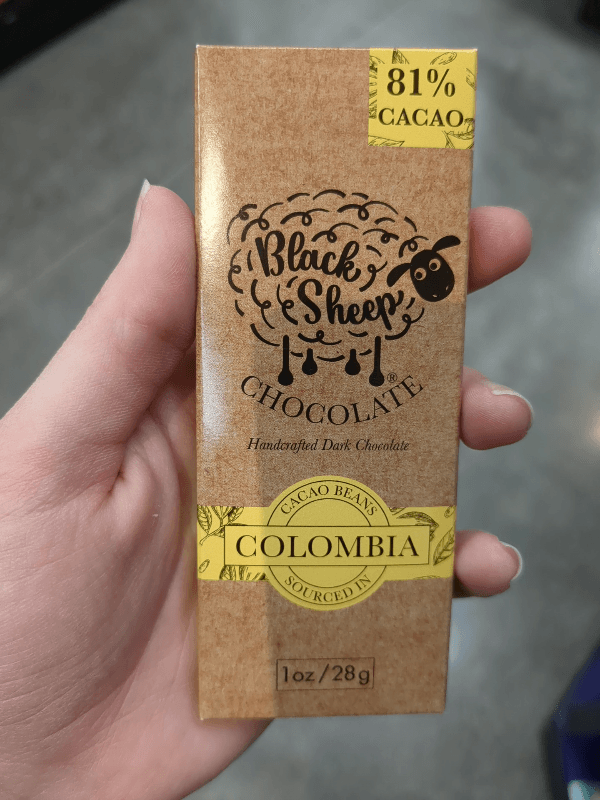 81%
CACAO
Black
Sheep
CHOCOLATE®
Handcrafted Dark Chocolate
CACAO BEANS
COLOMBIA
SOURCED IN
1oz/28g